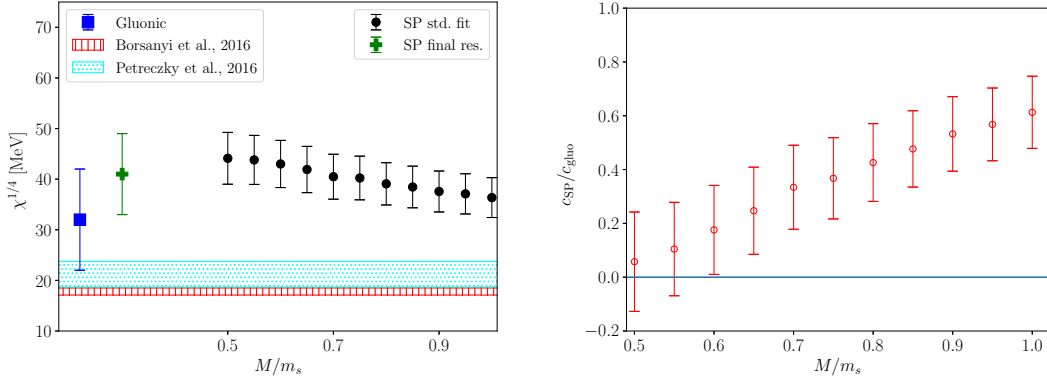 Gluonic
Borsanyi et al., 2016
Petreczky et al., 2016
SP std. fit
SP final res.
χ^{1/4} [MeV]
70
60
50
40
30
20
10
0.5
0.7
0.9
M/m_s
c_SP/c_gluo
1.0
0.8
0.6
0.4
0.2
0.0
−0.2
0.5
0.6
0.7
0.8
0.9
1.0
M/m_s